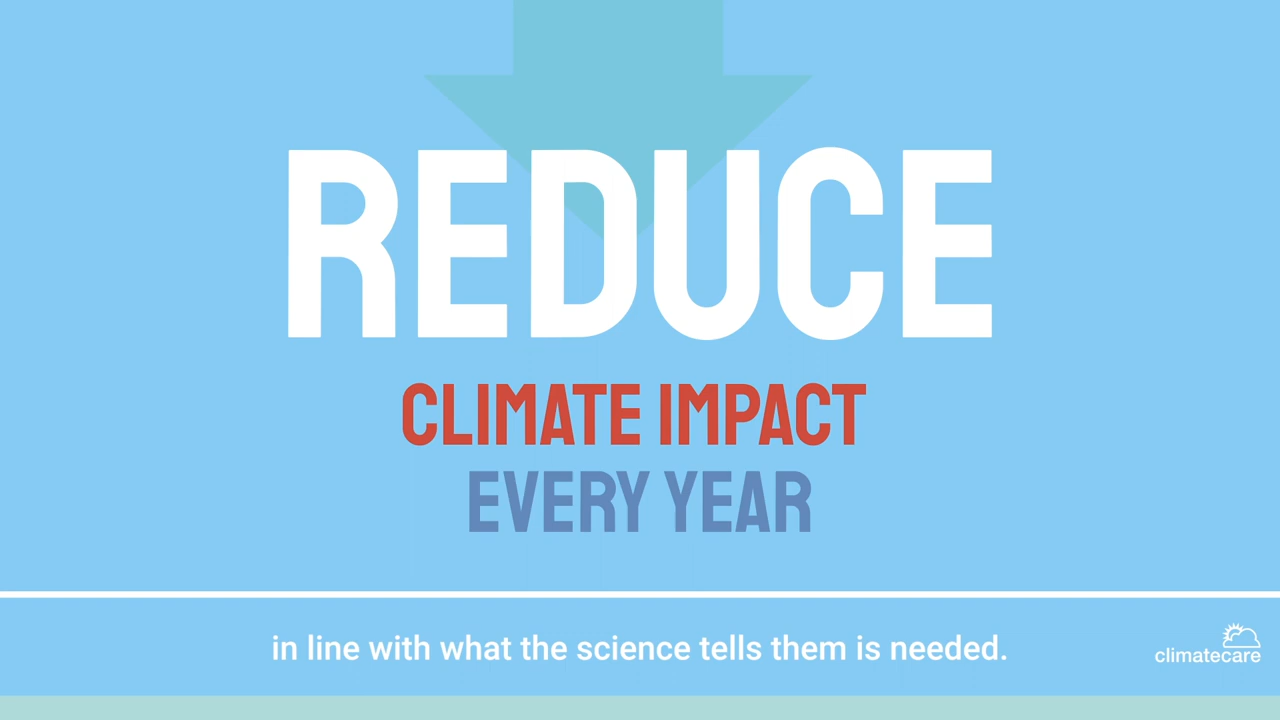 REDUCE
CLIMATE IMPACT
EVERY YEAR
in line with what the science tells them is needed.
climatecare